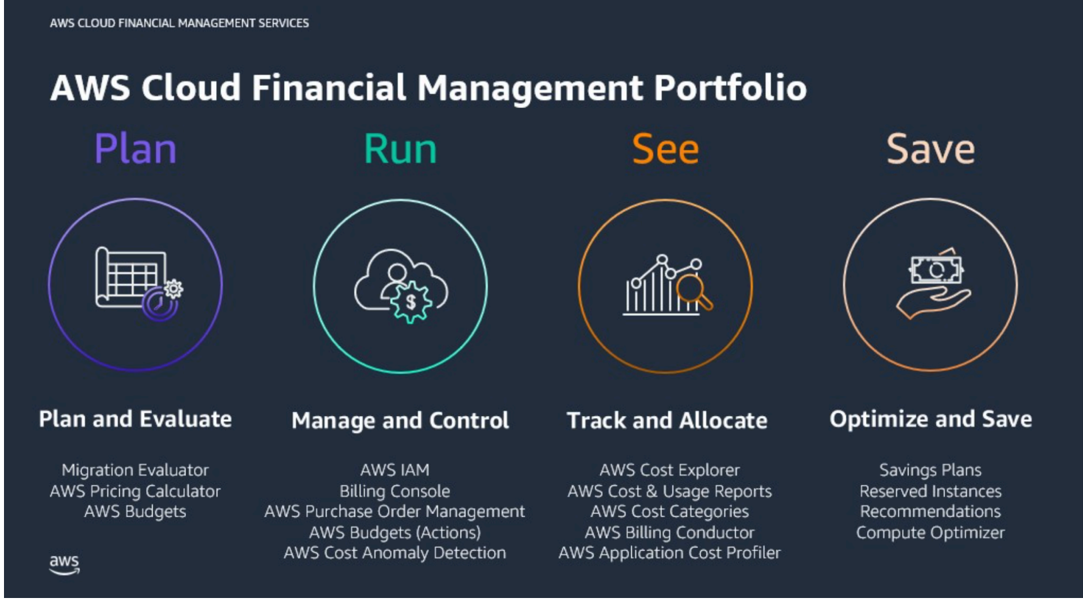 AWS CLOUD FINANCIAL MANAGEMENT SERVICES
AWS Cloud Financial Management Portfolio
Plan
Run
See
Save
$
Plan and Evaluate
Manage and Control
Track and Allocate
Optimize and Save
Migration Evaluator
AWS Pricing Calculator
AWS Budgets
AWS IAM
Billing Console
AWS Purchase Order Management
AWS Budgets (Actions)
AWS Cost Anomaly Detection
AWS Cost Explorer
AWS Cost & Usage Reports
AWS Cost Categories
AWS Billing Conductor
AWS Application Cost Profiler
Savings Plans
Reserved Instances
Recommendations
Compute Optimizer
aws